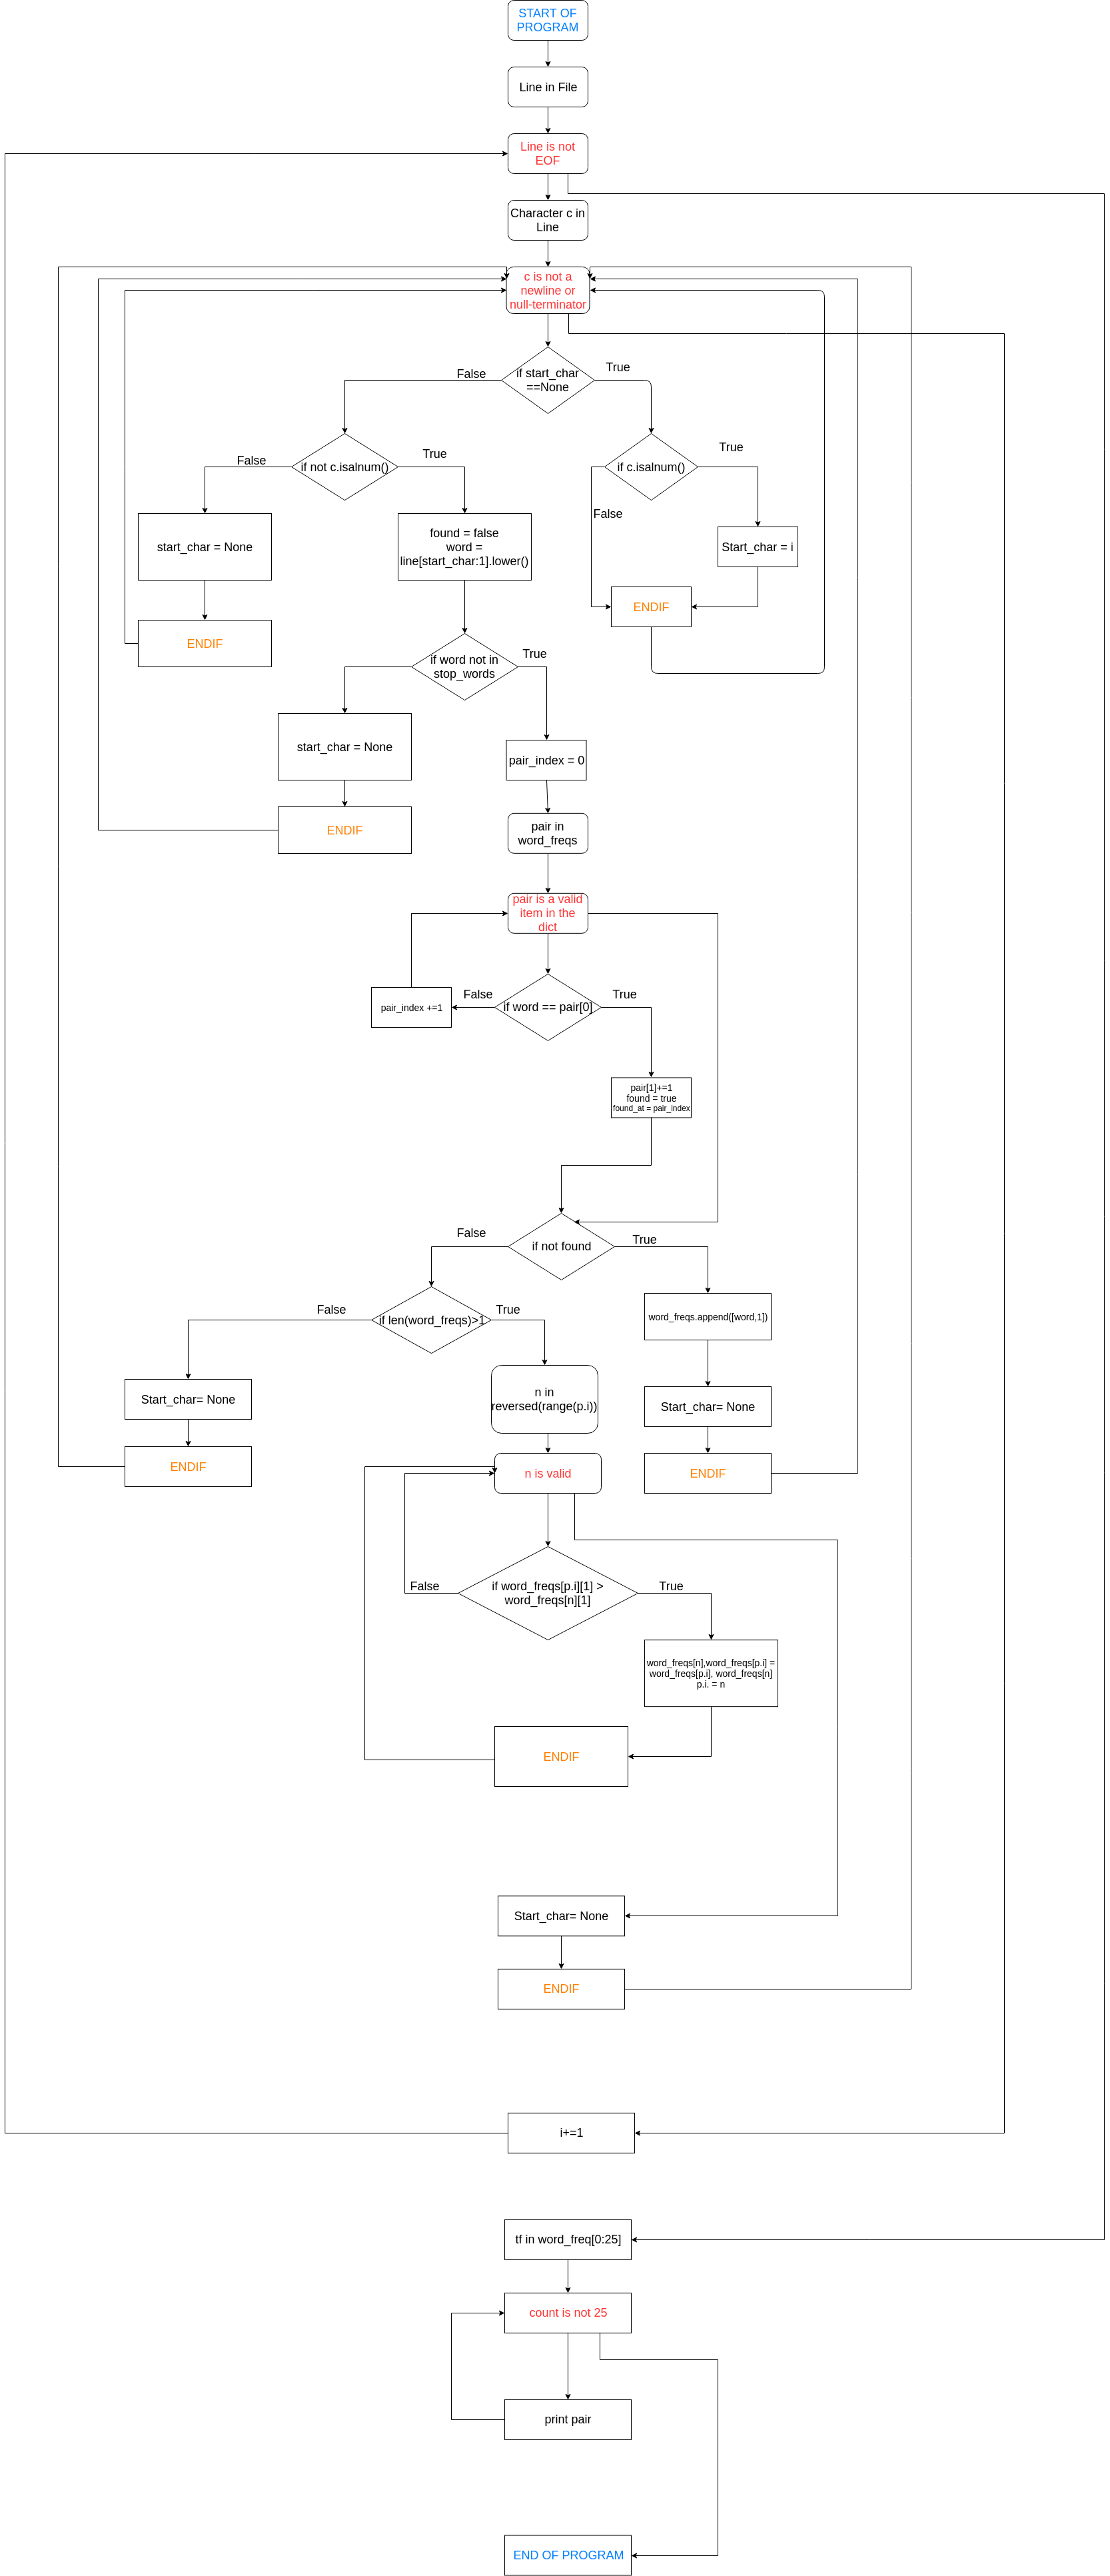 START OF
PROGRAM
Line in File
Line is not
EOF
Character c in
Line
c is not a
newline or
null-terminator
if start_char
==None
False
True
if not c.isalnum()
False
True
if c.isalnum()
True
False
start_char = None
found = false
word =
line[start_char:1].lower()
Start_char = i
ENDIF
ENDIF
if word not in
stop_words
True
start_char = None
pair_index = 0
ENDIF
pair in
word_freqs
pair is a valid
item in the
dict
pair_index +=1
False
if word == pair[0]
True
pair[1]+=1
found = true
found_at = pair_index
False
if not found
True
False
if len(word_freqs)>1
True
word_freqs.append([word,1])
Start_char= None
n in
reversed(range(p.i))
Start_char= None
ENDIF
n is valid
ENDIF
False
if word_freqs[p.i][1] >
word_freqs[n][1]
True
word_freqs[n],word_freqs[p.i] =
word_freqs[p.i], word_freqs[n]
p.i. = n
ENDIF
Start_char= None
ENDIF
i+=1
tf in word_freq[0:25]
count is not 25
print pair
END OF PROGRAM